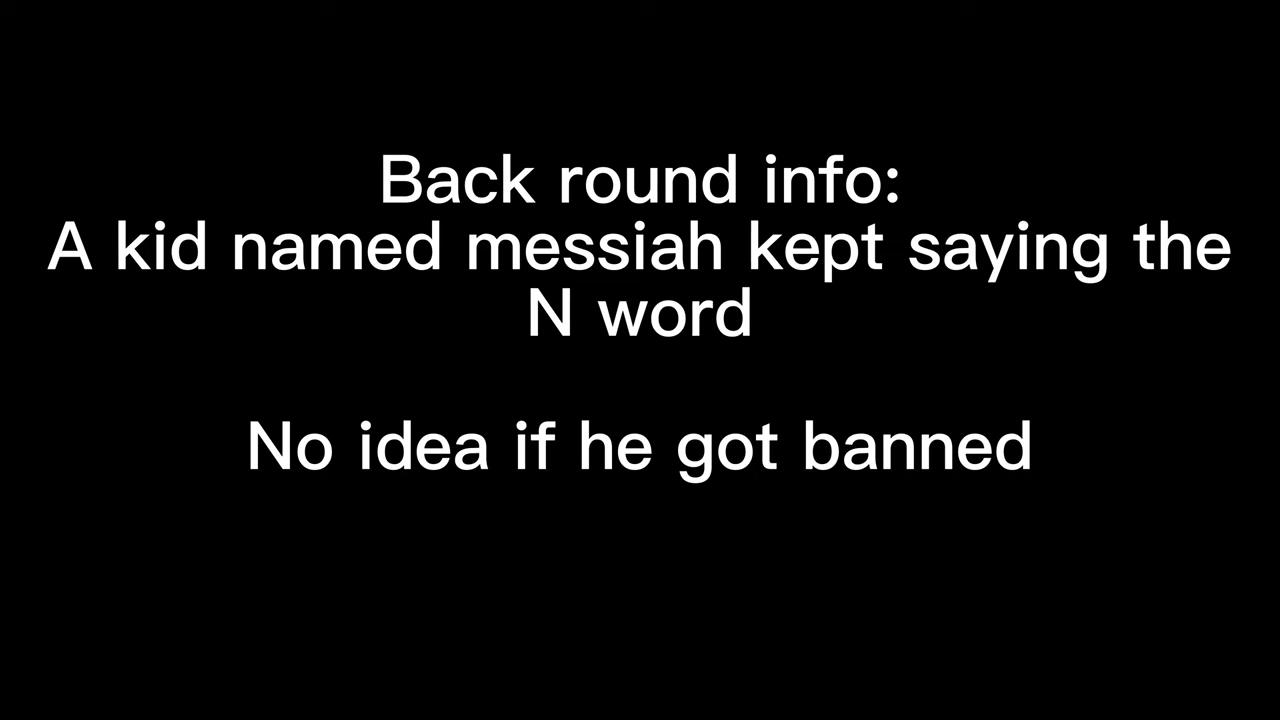 Back round info:
A kid named messiah kept saying the
N word
No idea if he got banned